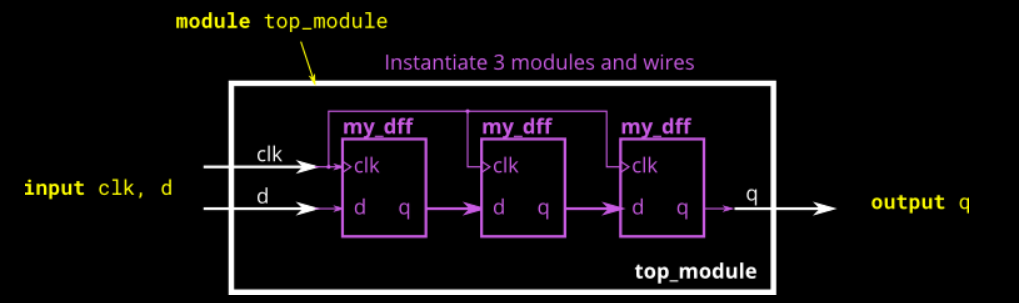 module top_module
Instantiate 3 modules and wires
my_dff my_dff my_dff
clk clk clk clk
input clk, d
d d q d q d q q
output q
top_module